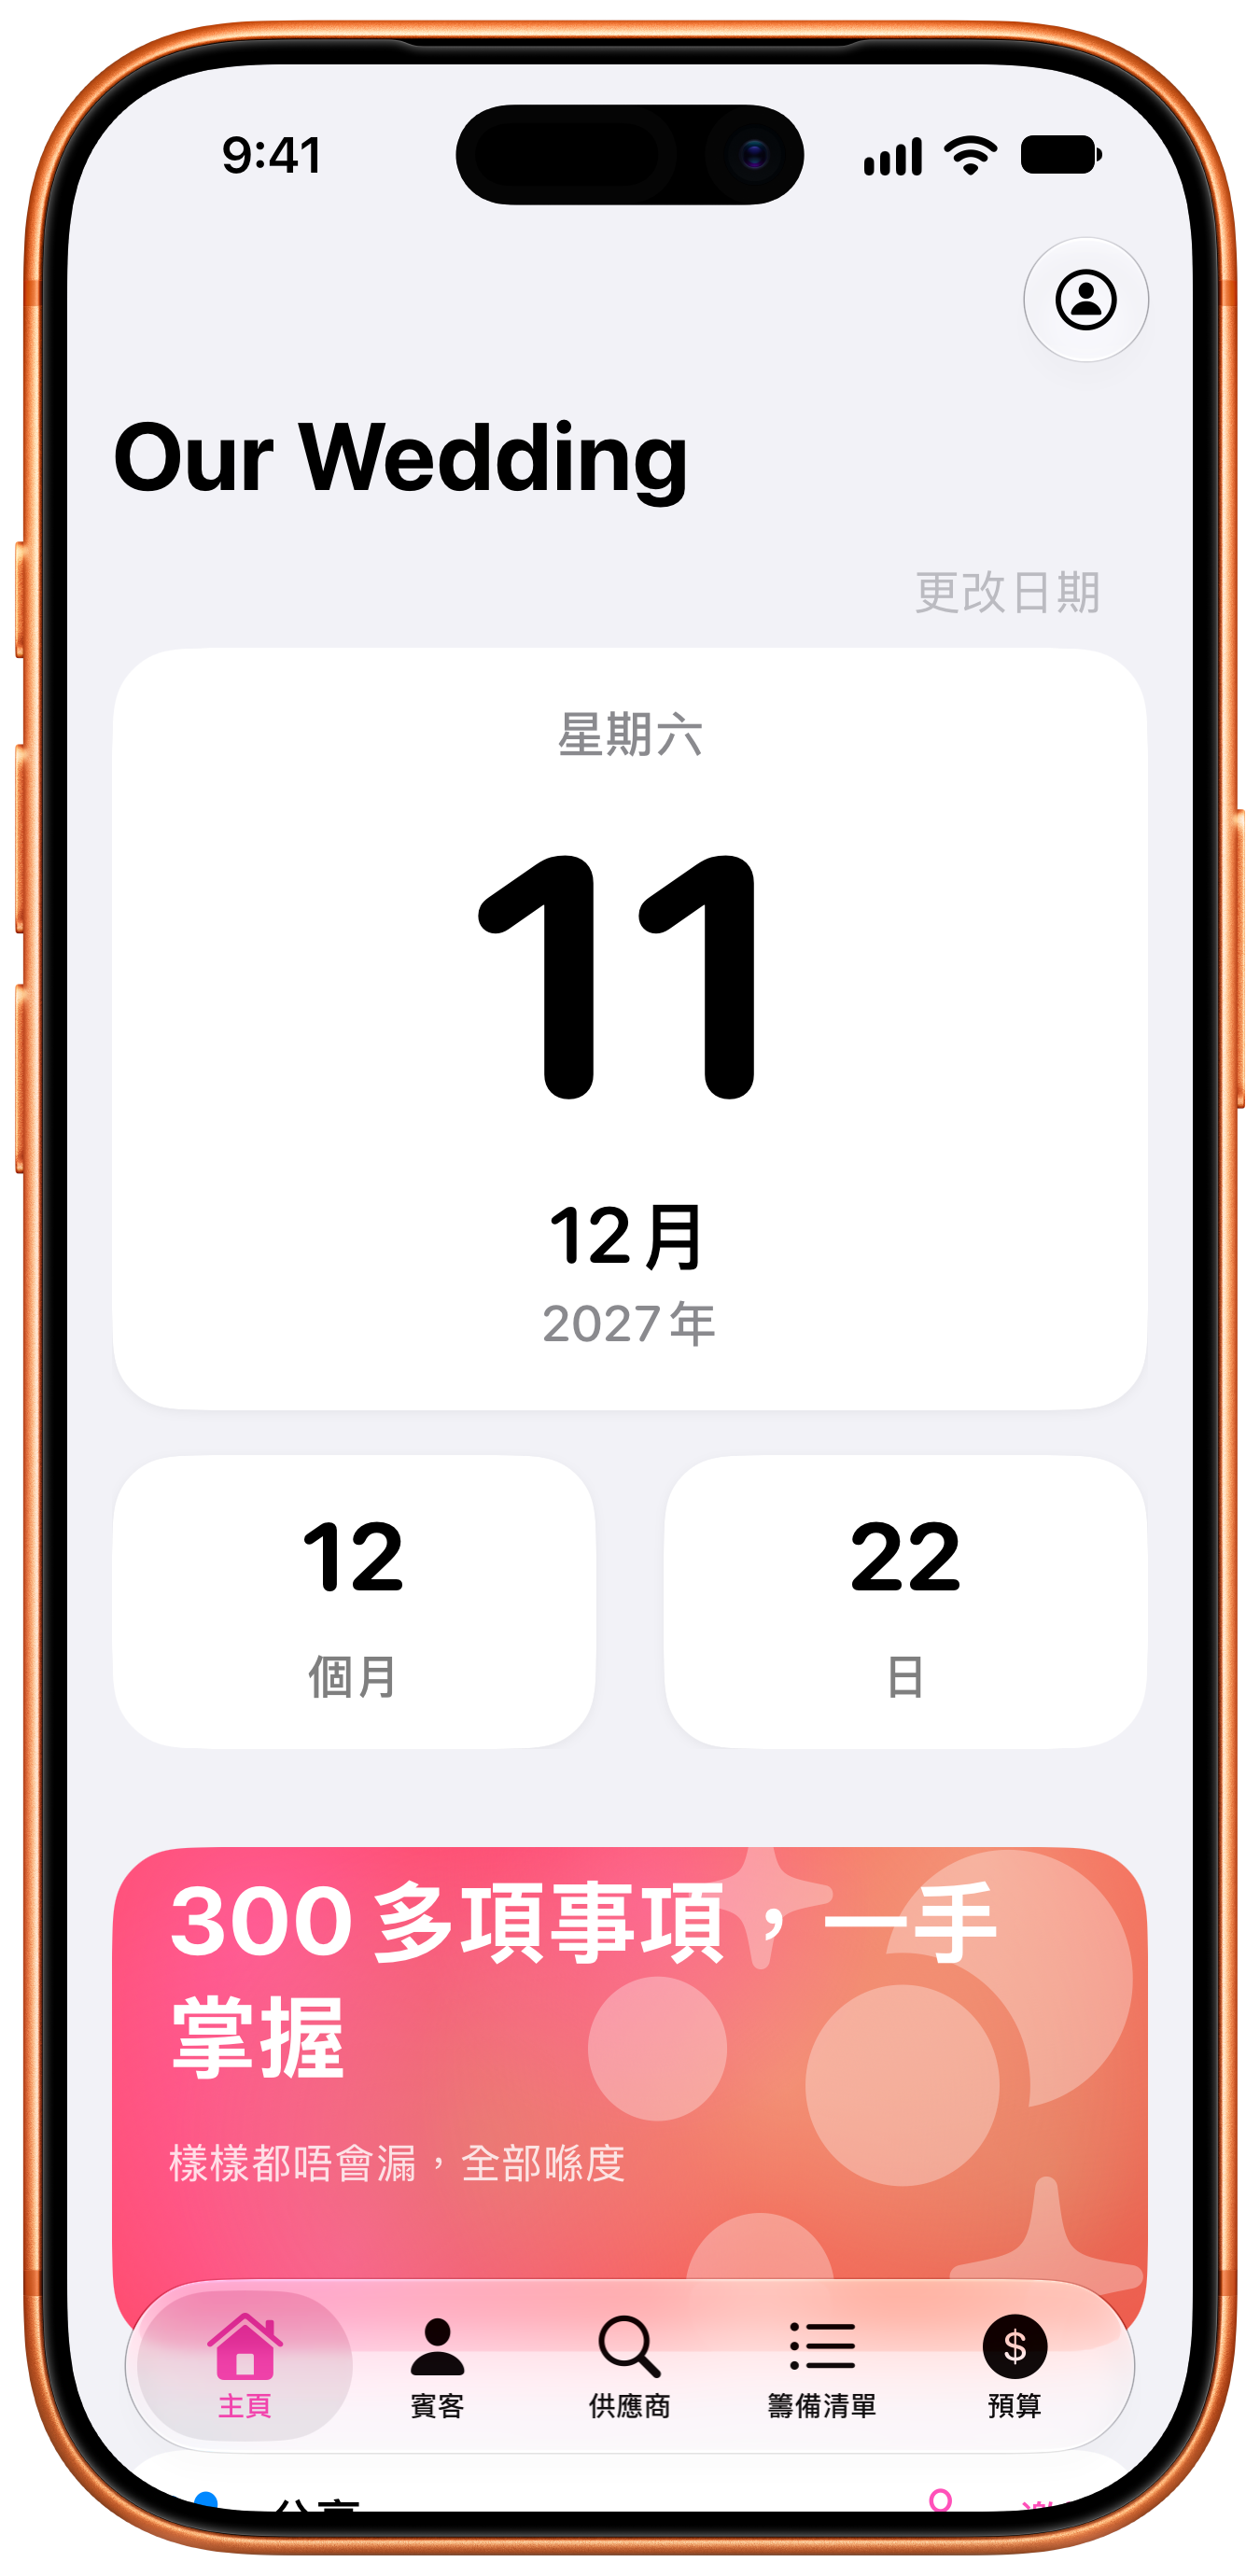 9:41
Our Wedding
更改日期
星期六
11
12月
2027年
12
個月
22
日
300多項事項，一手
掌握
樣樣都唔會漏，全部喺度
主頁
賓客
供應商
籌備清單
預算
分享